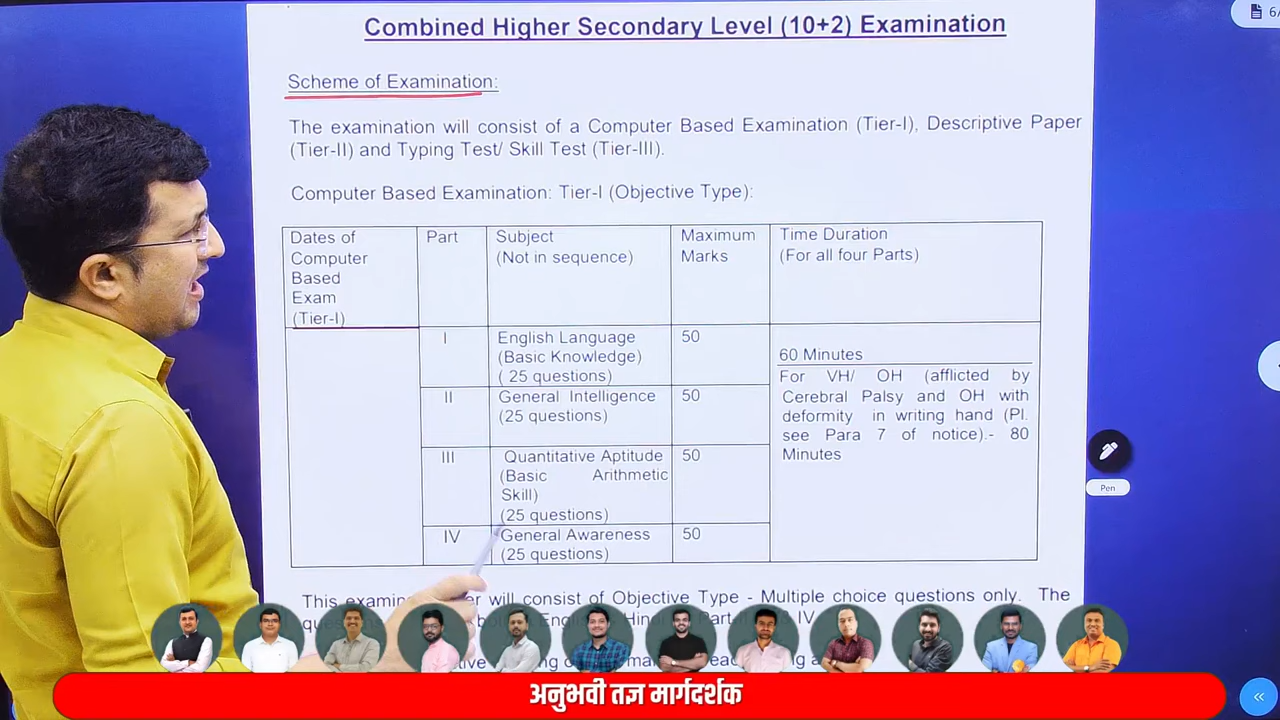 6
Combined Higher Secondary Level (10+2) Examination
Scheme of Examination:
The examination will consist of a Computer Based Examination (Tier-I), Descriptive Paper
(Tier-II) and Typing Test/ Skill Test (Tier-III).
Computer Based Examination: Tier-I (Objective Type):
Dates of
Computer
Based
Exam
(Tier-I)
Part
Subject
(Not in sequence)
Maximum
Marks
Time Duration
(For all four Parts)
I
English Language
(Basic Knowledge)
( 25 questions)
50
60 Minutes
For VH/ OH (afflicted by
Cerebral Palsy and OH with
deformity in writing hand (Pl.
see Para 7 of notice).- 80
Minutes
II
General Intelligence
(25 questions)
50
III
Quantitative Aptitude
(Basic Arithmetic
Skill)
(25 questions)
50
IV
General Awareness
(25 questions)
50
Pen
This will consist of Objective Type - Multiple choice questions only. The
अनुभवी तज्ञ मार्गदर्शक